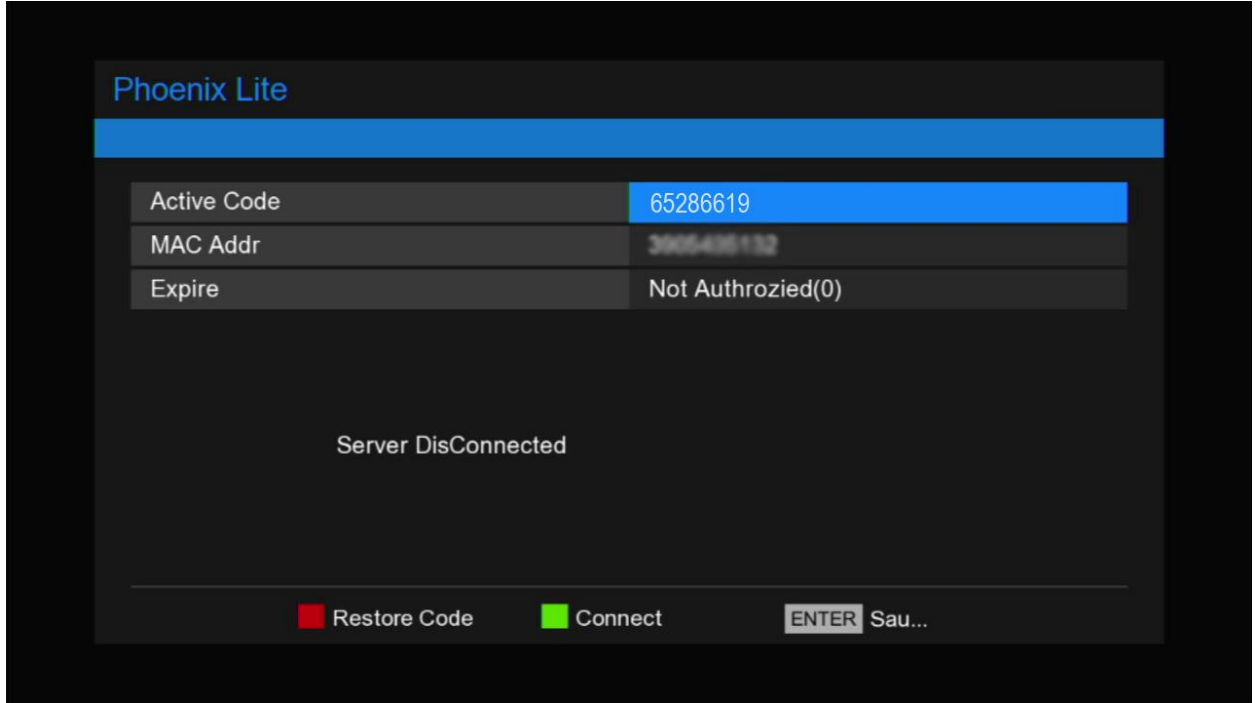 Phoenix Lite
Active Code 65286619
MAC Addr
Expire Not Authrozied(0)
Server DisConnected
Restore Code Connect ENTER Sau...